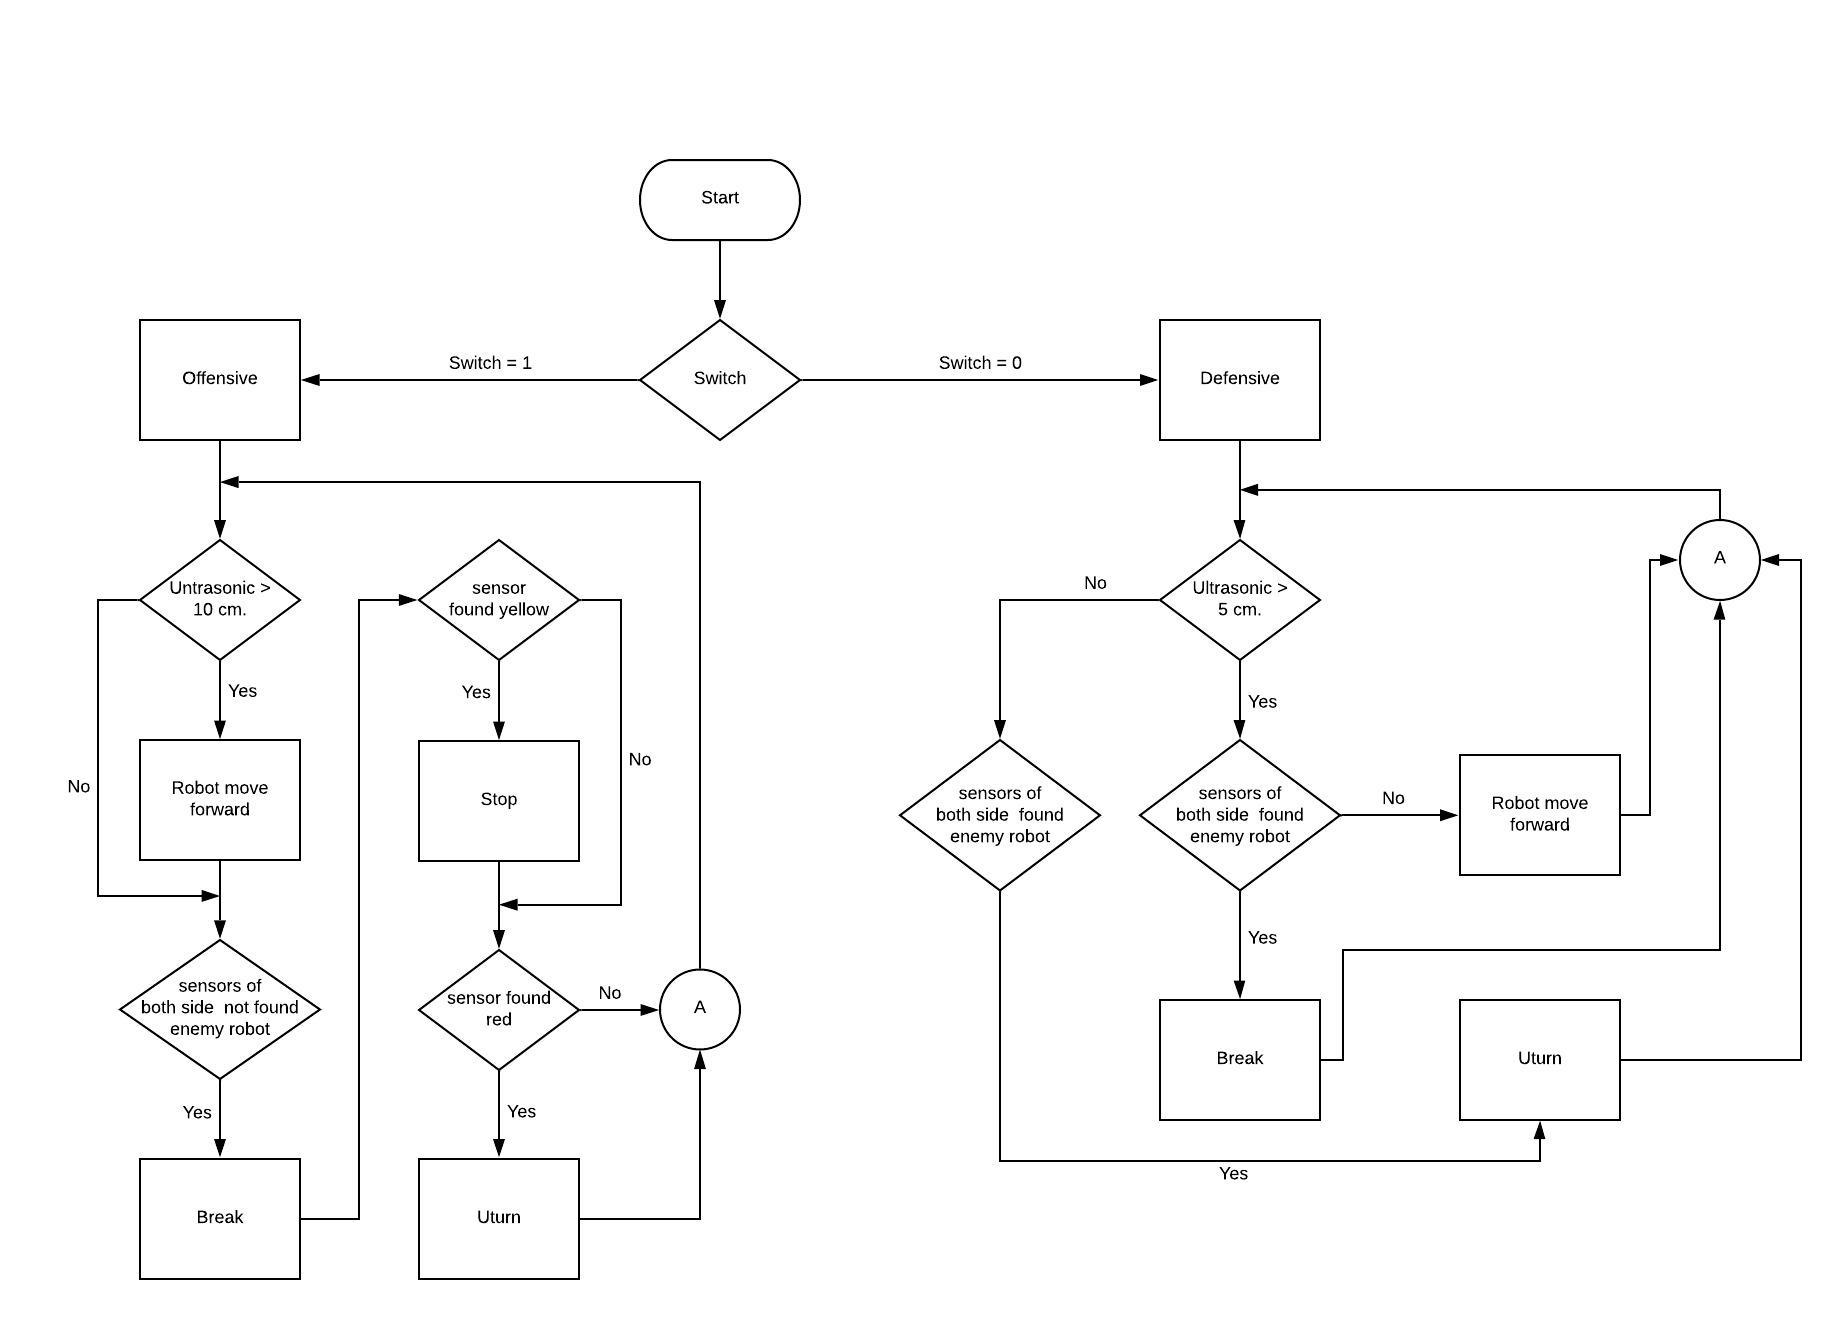 Start
Switch
Switch = 1
Switch = 0
Offensive
Defensive
Untrasonic >
10 cm.
Yes
No
Robot move
forward
sensors of
both side  not found
enemy robot
Yes
Break
sensor
found yellow
Yes
No
Stop
sensor found
red
No
A
Yes
Uturn
Ultrasonic >
5 cm.
No
Yes
sensors of
both side  found
enemy robot
sensors of
both side  found
enemy robot
No
Robot move
forward
A
Yes
Break
Uturn
Yes